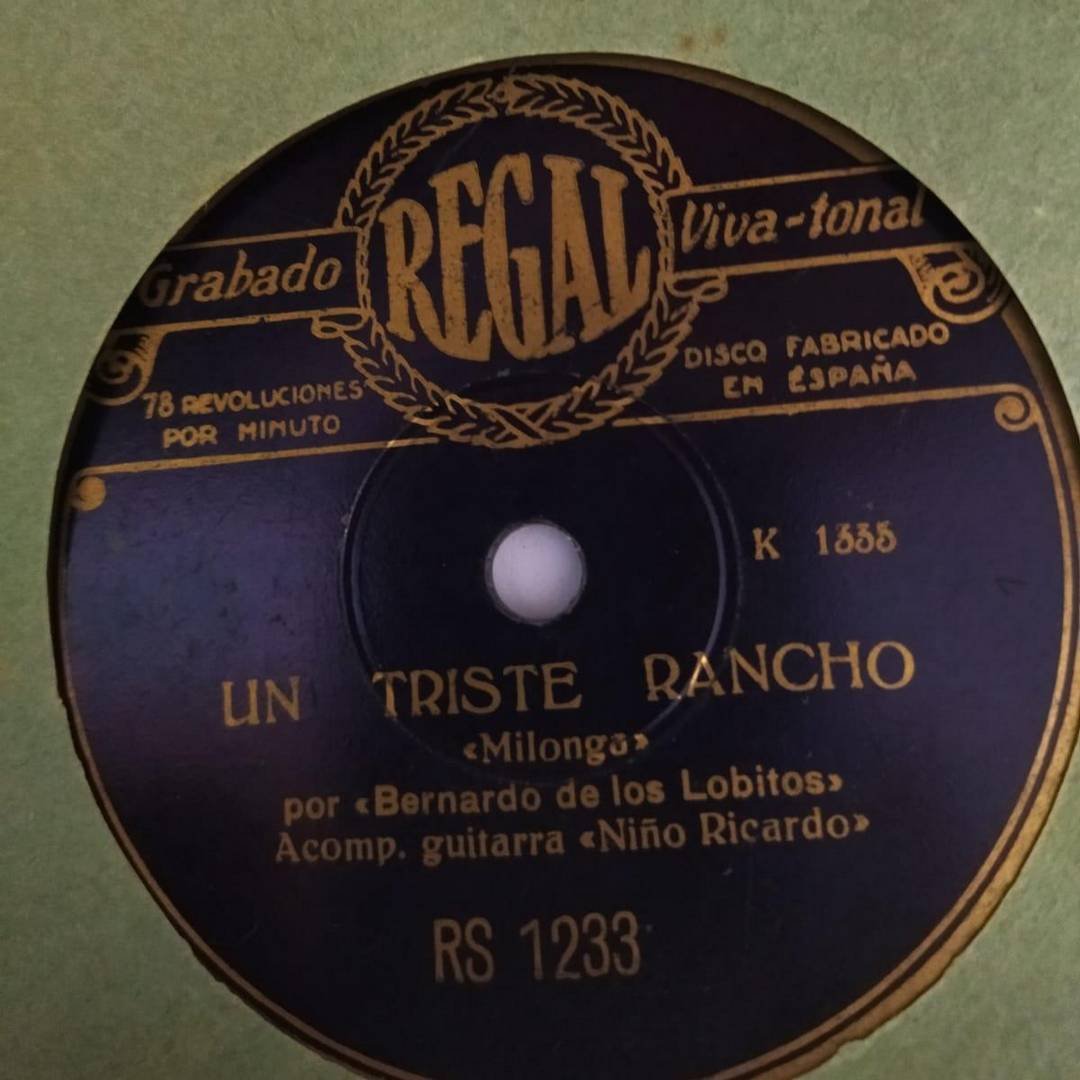 REGAL
Grabado
Viva-tonal
78 REVOLUCIONES
POR MINUTO
DISCO FABRICADO
EN ESPAÑA
K 1335
UN TRISTE RANCHO
«Milonga»
por «Bernardo de los Lobitos»
Acomp. guitarra «Niño Ricardo»
RS 1233